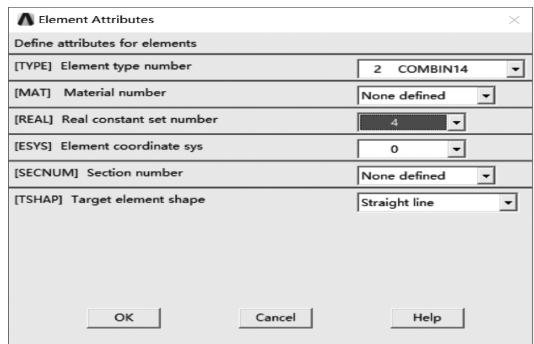 Element Attributes
Define attributes for elements
[TYPE] Element type number 2 COMBIN14
[MAT] Material number None defined
[REAL] Real constant set number 4
[ESYS] Element coordinate sys 0
[SECNUM] Section number None defined
[TSHAP] Target element shape Straight line
OK Cancel Help